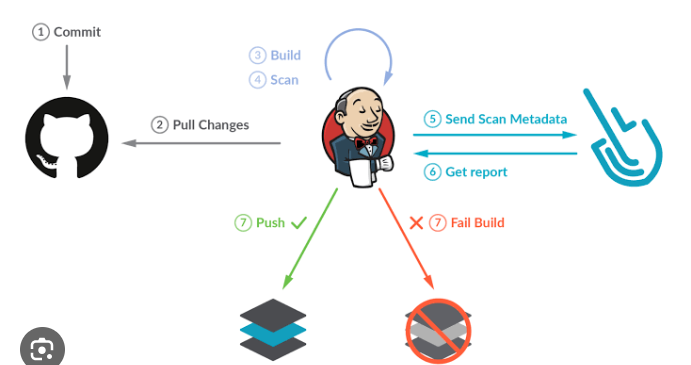 1 Commit
3 Build
4 Scan
2 Pull Changes
5 Send Scan Metadata
6 Get report
7 Push
7 Fail Build